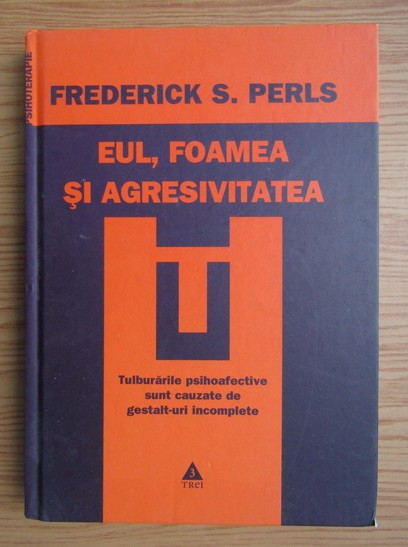 PSIHOTERAPIE
FREDERICK S. PERLS
EUL, FOAMEA
ŞI AGRESIVITATEA
Tulburările psihoafective
sunt cauzate de
gestalt-uri incomplete
3
TREI